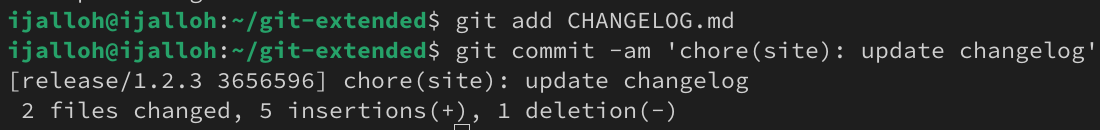 ijalloh@ijalloh:~/git-extended$ git add CHANGELOG.md
ijalloh@ijalloh:~/git-extended$ git commit -am 'chore(site): update changelog'
[release/1.2.3 3656596] chore(site): update changelog
 2 files changed, 5 insertions(+), 1 deletion(-)